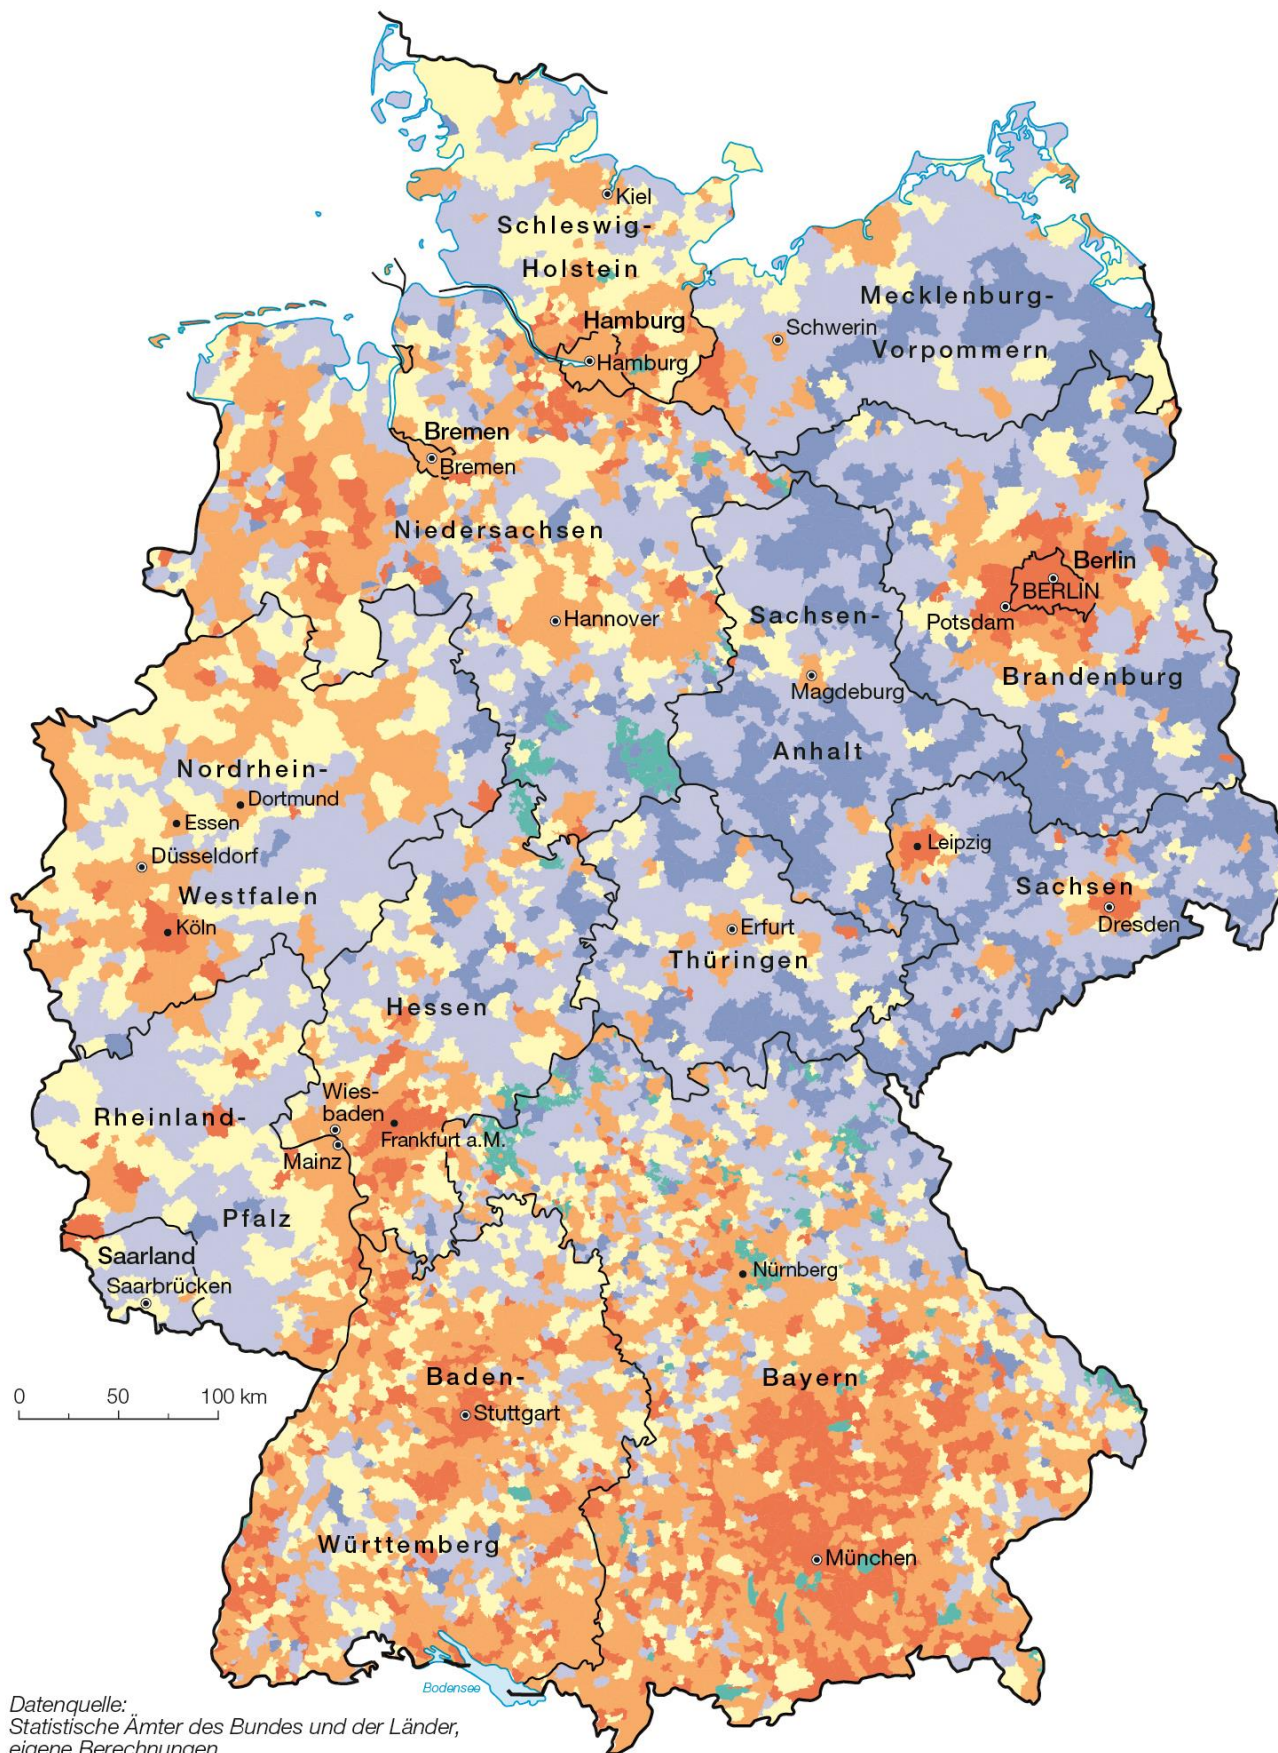 Kiel
Schleswig-
Holstein
Mecklenburg-
Vorpommern
Schwerin
Hamburg
Hamburg
Bremen
Bremen
Niedersachsen
Berlin
BERLIN
Potsdam
Brandenburg
Hannover
Sachsen-
Magdeburg
Anhalt
Nordrhein-
Dortmund
Essen
Düsseldorf
Westfalen
Köln
Leipzig
Sachsen
Dresden
Erfurt
Thüringen
Hessen
Wies-
baden
Frankfurt a.M.
Mainz
Rheinland-
Pfalz
Saarland
Saarbrücken
Nürnberg
Bayern
Baden-
Stuttgart
Württemberg
München
0 50 100 km
Bodensee
Datenquelle:
Statistische Ämter des Bundes und der Länder,
eigene Berechnungen